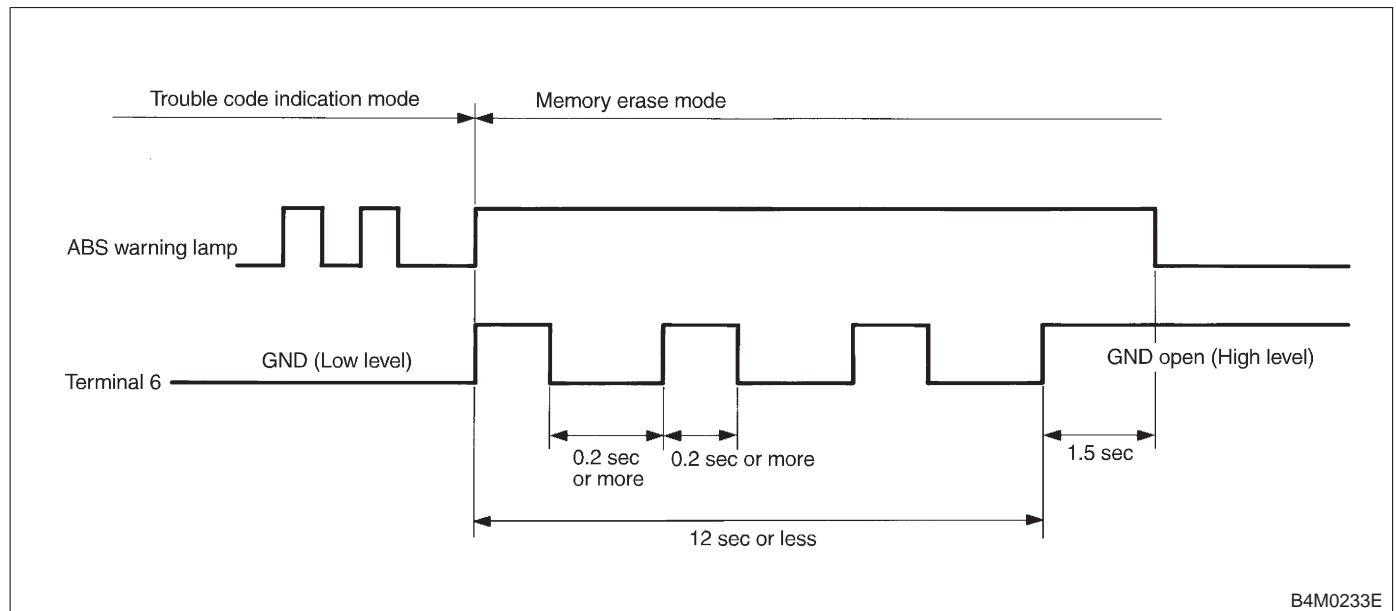 Trouble code indication mode
Memory erase mode
ABS warning lamp
GND (Low level)
GND open (High level)
Terminal 6
0.2 sec
or more
0.2 sec or more
1.5 sec
12 sec or less
B4M0233E